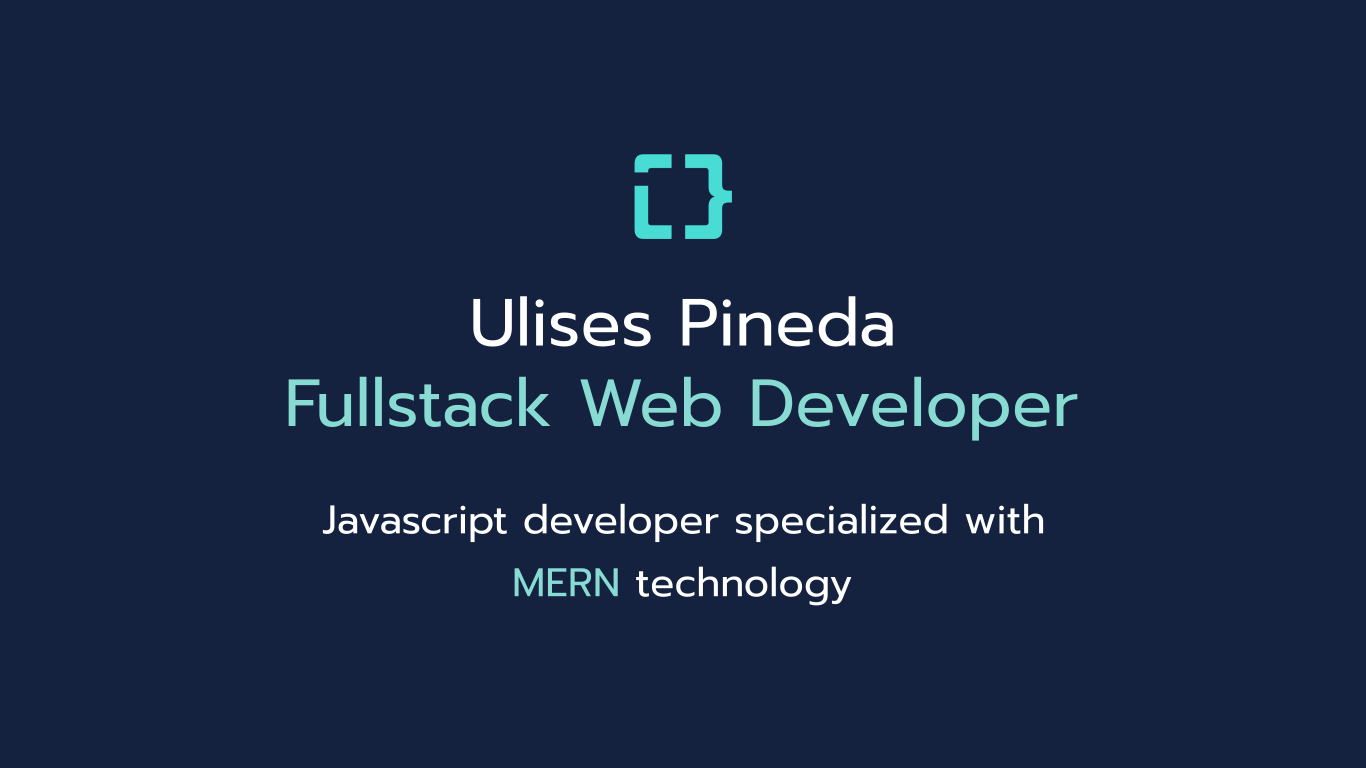 Ulises Pineda
Fullstack Web Developer
Javascript developer specialized with
MERN technology